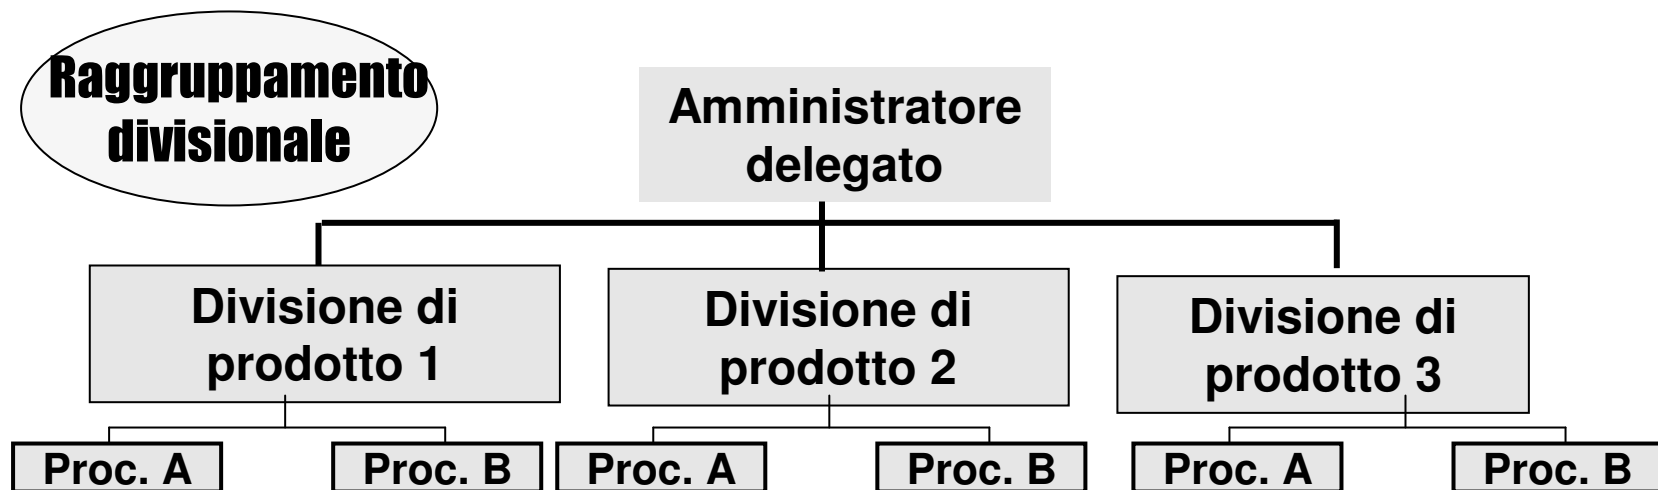 Raggruppamento
divisionale
Amministratore
delegato
Divisione di
prodotto 1
Divisione di
prodotto 2
Divisione di
prodotto 3
Proc. A
Proc. B
Proc. A
Proc. B
Proc. A
Proc. B